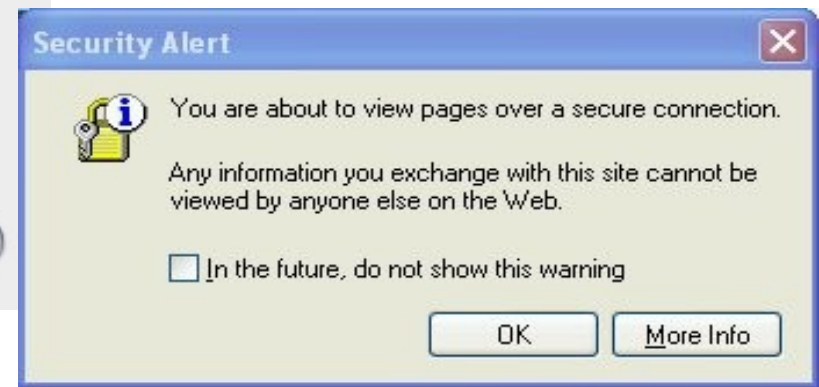 Security Alert
You are about to view pages over a secure connection.
Any information you exchange with this site cannot be
viewed by anyone else on the Web.
In the future, do not show this warning
OK
More Info